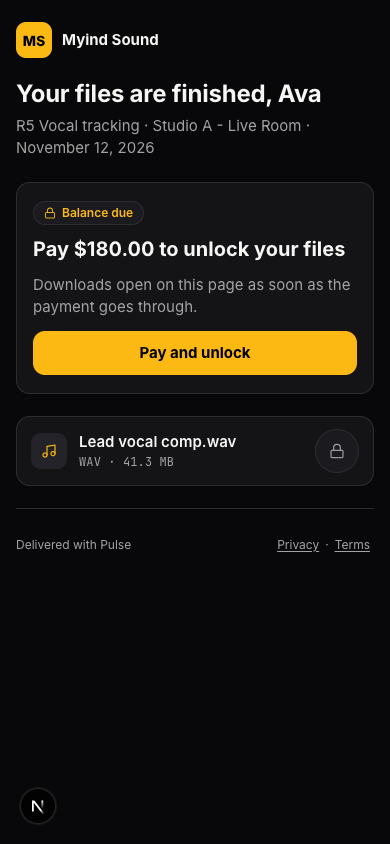 MS
Myind Sound
Your files are finished, Ava
R5 Vocal tracking · Studio A - Live Room ·
November 12, 2026
Balance due
Pay $180.00 to unlock your files
Downloads open on this page as soon as the
payment goes through.
Pay and unlock
Lead vocal comp.wav
WAV · 41.3 MB
Delivered with Pulse
Privacy · Terms
N